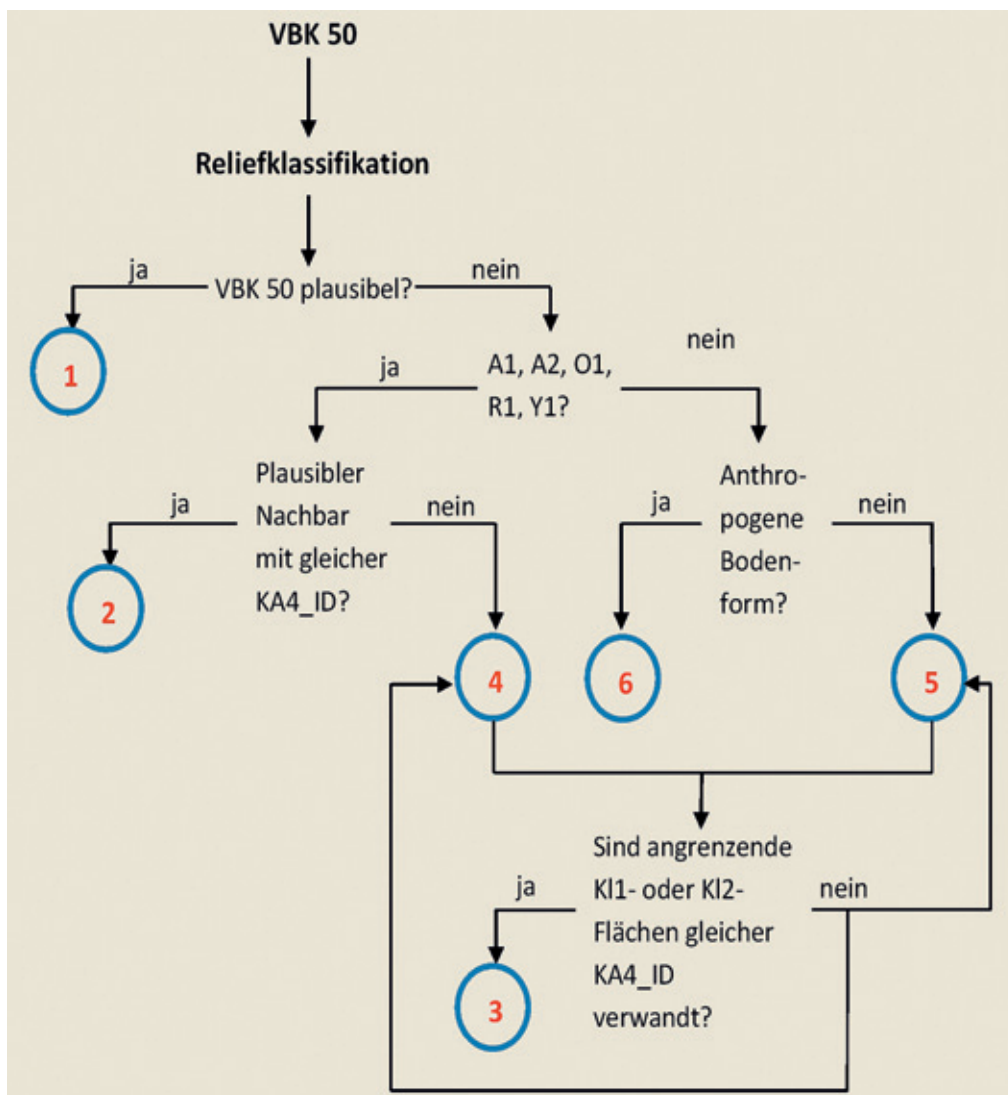 VBK 50
Reliefklassifikation
ja
VBK 50 plausibel?
nein
1
ja
A1, A2, O1,
R1, Y1?
nein
ja
Plausibler
Nachbar
mit gleicher
KA4_ID?
nein
ja
Anthro-
pogene
Boden-
form?
nein
2
4
6
5
ja
Sind angrenzende
Kl1- oder Kl2-
Flächen gleicher
KA4_ID
verwandt?
nein
3